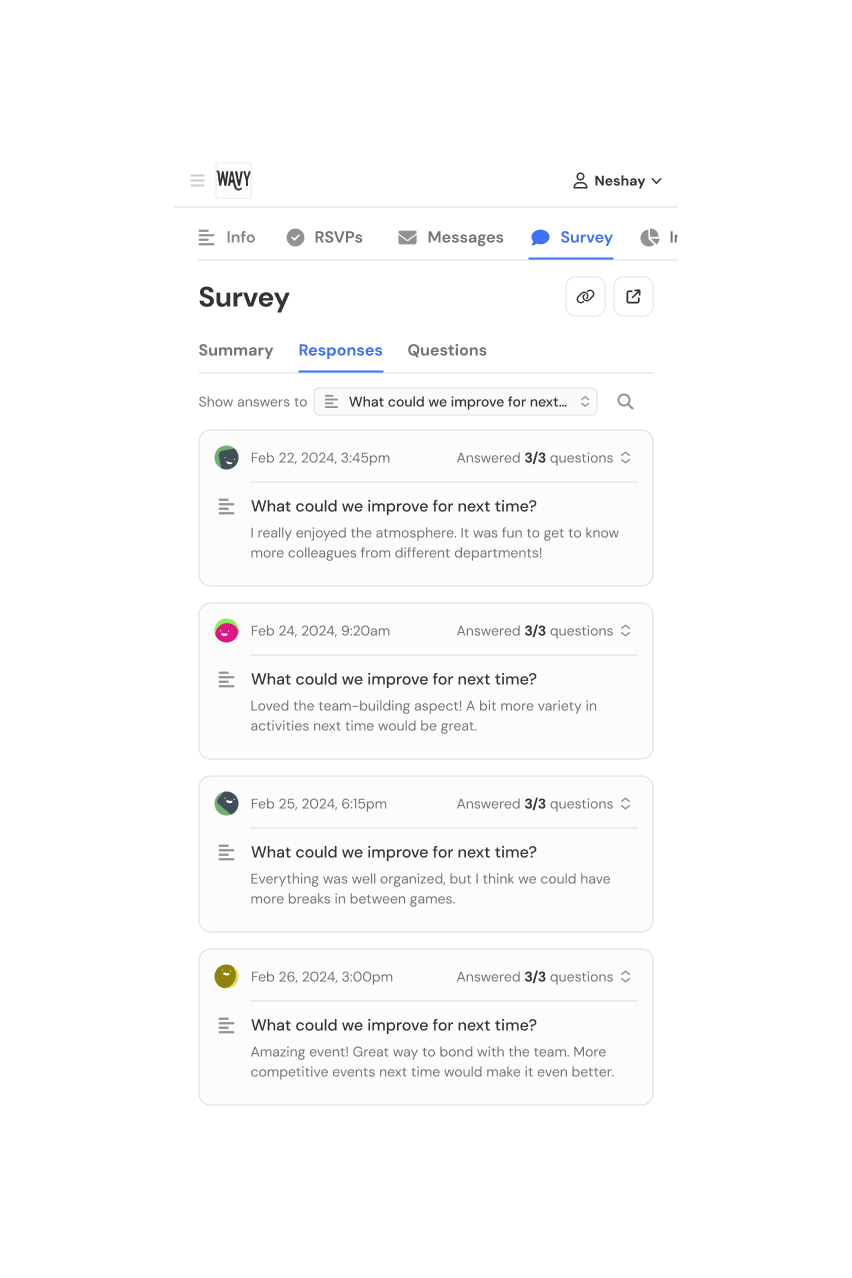 WAVY
Neshay
Info
RSVPs
Messages
Survey
Survey
Summary
Responses
Questions
Show answers to
What could we improve for next...
Feb 22, 2024, 3:45pm
Answered 3/3 questions
What could we improve for next time?
I really enjoyed the atmosphere. It was fun to get to know
more colleagues from different departments!
Feb 24, 2024, 9:20am
Answered 3/3 questions
What could we improve for next time?
Loved the team-building aspect! A bit more variety in
activities next time would be great.
Feb 25, 2024, 6:15pm
Answered 3/3 questions
What could we improve for next time?
Everything was well organized, but I think we could have
more breaks in between games.
Feb 26, 2024, 3:00pm
Answered 3/3 questions
What could we improve for next time?
Amazing event! Great way to bond with the team. More
competitive events next time would make it even better.